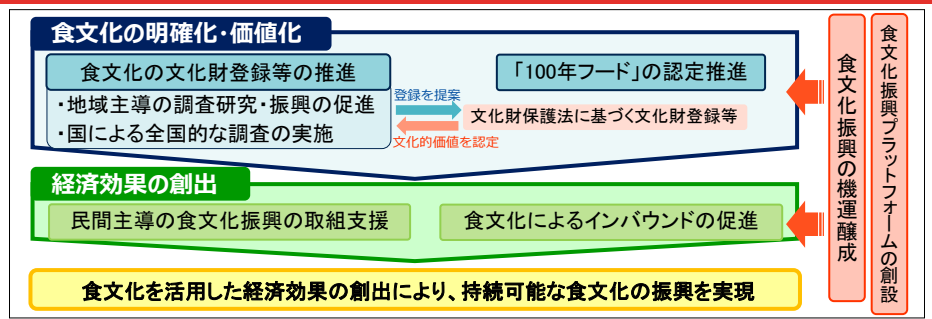 食文化の明確化・価値化
食文化の文化財登録等の推進
・地域主導の調査研究・振興の促進
・国による全国的な調査の実施
登録を提案
文化的価値を認定
「100年フード」の認定推進
文化財保護法に基づく文化財登録等
経済効果の創出
民間主導の食文化振興の取組支援
食文化によるインバウンドの促進
食文化を活用した経済効果の創出により、持続可能な食文化の振興を実現
食文化振興の機運醸成
食文化振興プラットフォームの創設